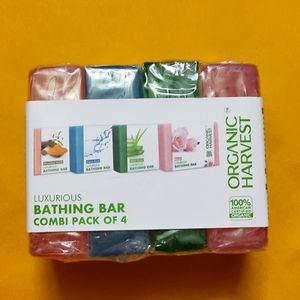 LUXURIOUS
BATHING BAR
COMBI PACK OF 4
ORGANIC
HARVEST
100%
AMERICAN
CERTIFIED
ORGANIC
BATHING BAR
BATHING BAR
BATHING BAR
BATHING BAR